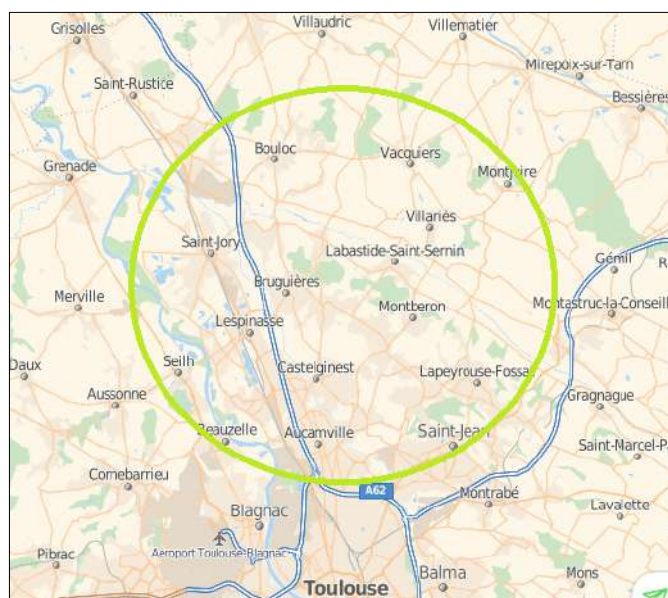 Grisolles
Villaudric
Villematier
Mirepoix-sur-Tarn
Saint-Rustice
Bessières
Bouloc
Vacquiers
Grenade
Montjoire
Villariès
Saint-Jory
Labastide-Saint-Sernin
Gémil
R
Bruguières
Merville
Montberon
Montastruc-la-Conseill
Lespinasse
Daux
Seilh
Castelginest
Lapeyrouse-Fossat
Aussonne
Gragnague
Beauzelle
Aucamville
Saint-Jean
Saint-Marcel-Pa
Cornebarrieu
A62
Montrabé
Blagnac
Lavalette
Pibrac
Aéroport Toulouse-Blagnac
Toulouse
Balma
Mons